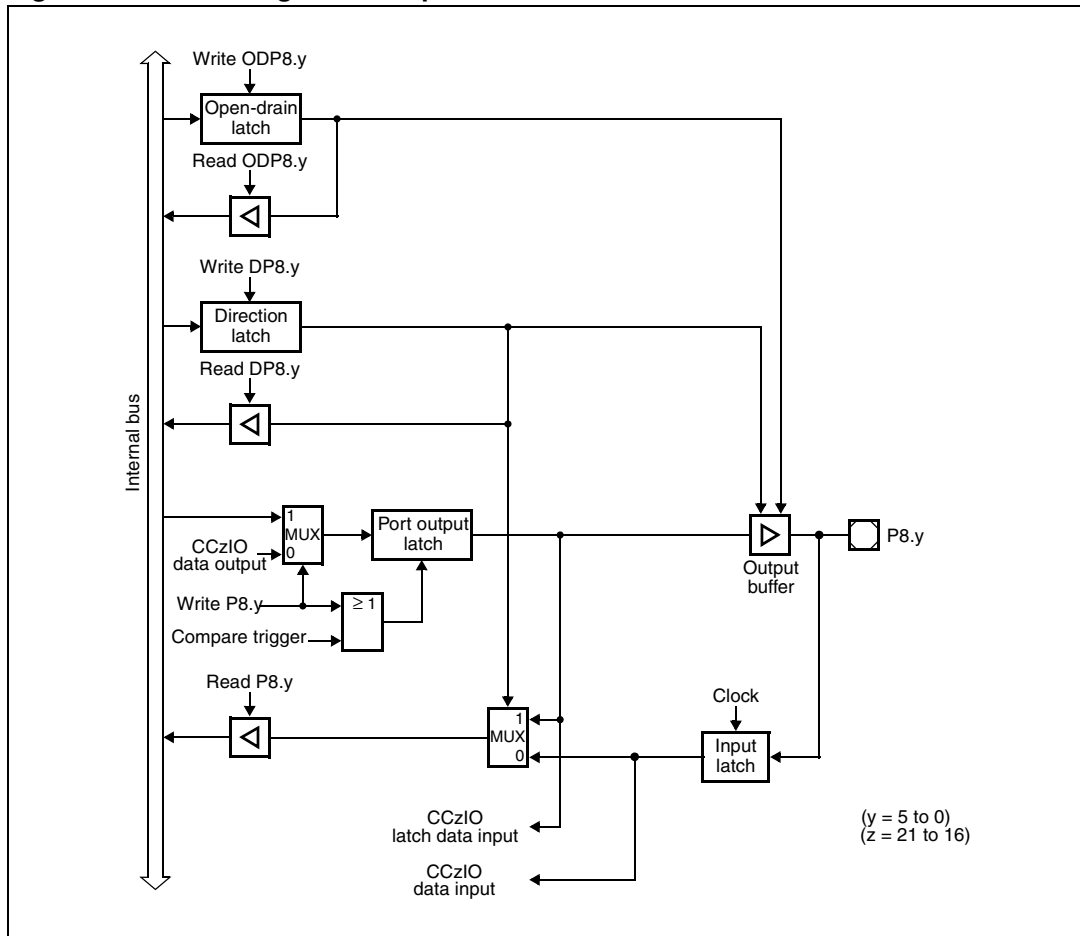 Write ODP8.y
Open-drain
latch
Read ODP8.y
Write DP8.y
Direction
latch
Read DP8.y
Internal bus
1
MUX
0
CCzIO
data output
Port output
latch
Write P8.y
≥ 1
Compare trigger
Output
buffer
P8.y
Read P8.y
1
MUX
0
Clock
Input
latch
CCzIO
latch data input
CCzIO
data input
(y = 5 to 0)
(z = 21 to 16)